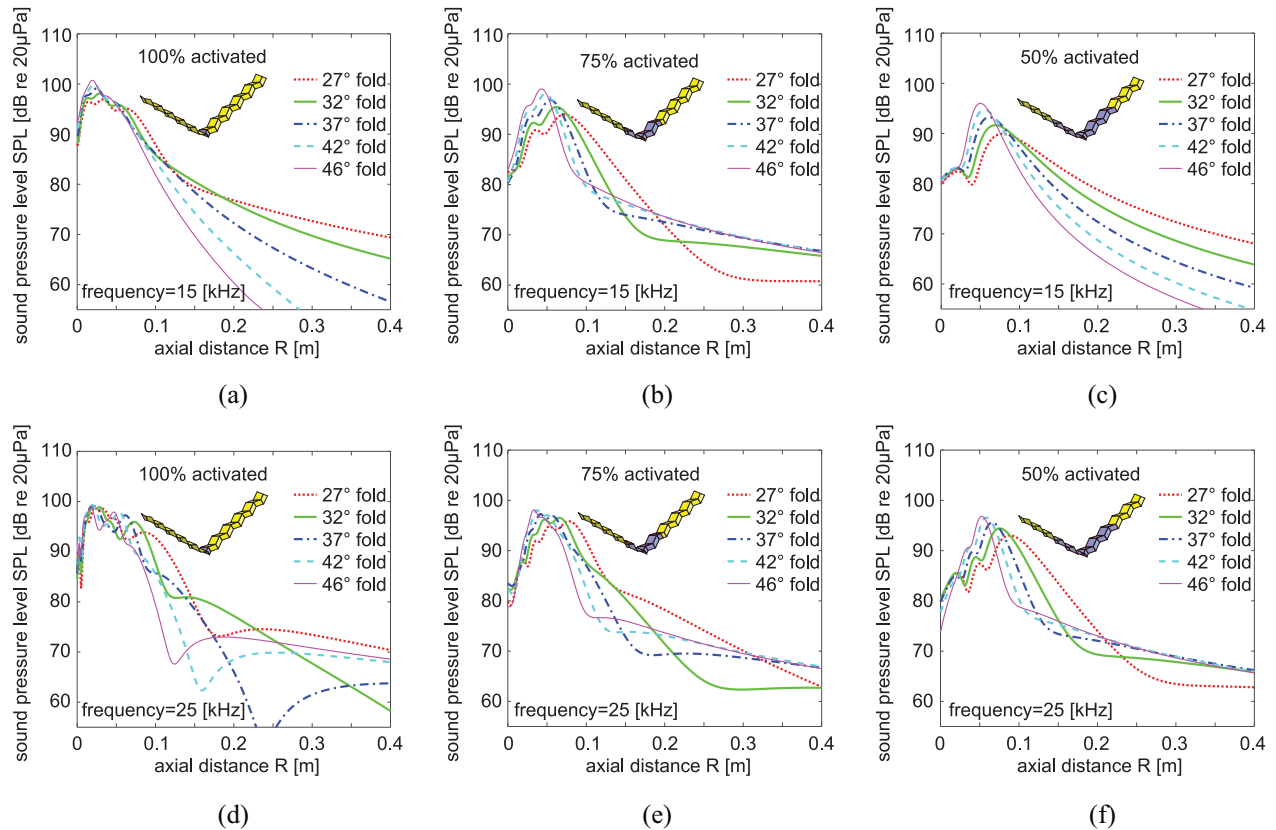 110
100
90
80
70
60
sound pressure level SPL [dB re 20μPa]
100% activated
27° fold
32° fold
37° fold
42° fold
46° fold
frequency=15 [kHz]
0 0.1 0.2 0.3 0.4
axial distance R [m]
(a)
110
100
90
80
70
60
sound pressure level SPL [dB re 20μPa]
75% activated
27° fold
32° fold
37° fold
42° fold
46° fold
frequency=15 [kHz]
0 0.1 0.2 0.3 0.4
axial distance R [m]
(b)
110
100
90
80
70
60
sound pressure level SPL [dB re 20μPa]
50% activated
27° fold
32° fold
37° fold
42° fold
46° fold
frequency=15 [kHz]
0 0.1 0.2 0.3 0.4
axial distance R [m]
(c)
110
100
90
80
70
60
sound pressure level SPL [dB re 20μPa]
100% activated
27° fold
32° fold
37° fold
42° fold
46° fold
frequency=25 [kHz]
0 0.1 0.2 0.3 0.4
axial distance R [m]
(d)
110
100
90
80
70
60
sound pressure level SPL [dB re 20μPa]
75% activated
27° fold
32° fold
37° fold
42° fold
46° fold
frequency=25 [kHz]
0 0.1 0.2 0.3 0.4
axial distance R [m]
(e)
110
100
90
80
70
60
sound pressure level SPL [dB re 20μPa]
50% activated
27° fold
32° fold
37° fold
42° fold
46° fold
frequency=25 [kHz]
0 0.1 0.2 0.3 0.4
axial distance R [m]
(f)